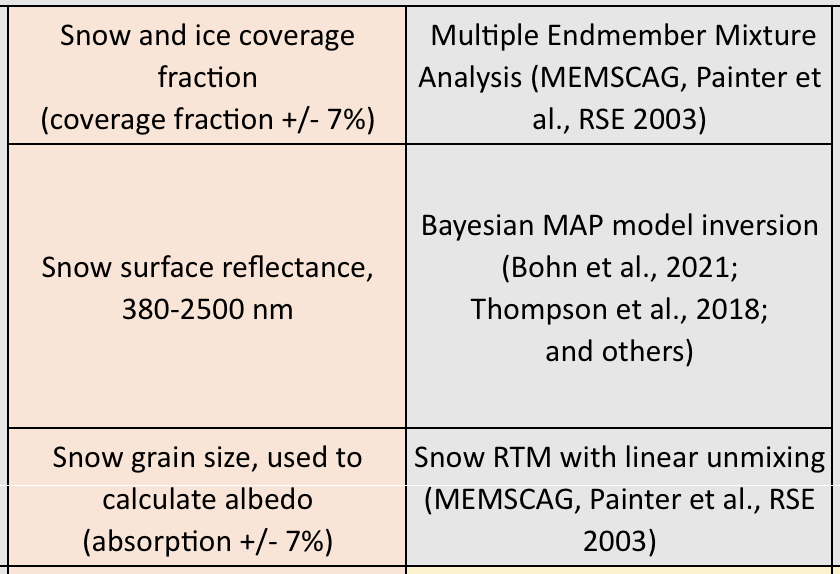 Snow and ice coverage
fraction
(coverage fraction +/- 7%)
Multiple Endmember Mixture
Analysis (MEMSCAG, Painter et
al., RSE 2003)
Snow surface reflectance,
380-2500 nm
Bayesian MAP model inversion
(Bohn et al., 2021;
Thompson et al., 2018;
and others)
Snow grain size, used to
calculate albedo
(absorption +/- 7%)
Snow RTM with linear unmixing
(MEMSCAG, Painter et al., RSE
2003)